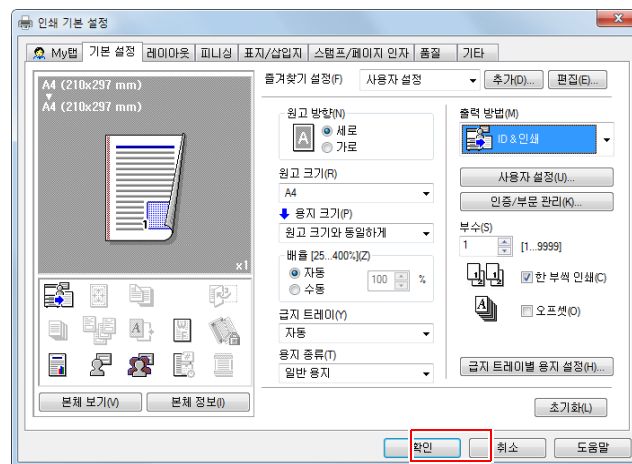 인쇄 기본 설정
My탭 기본 설정 레이아웃 피니싱 표지/삽입지 스탬프/페이지 인자 품질 기타
A4 (210x297 mm)
A4 (210x297 mm)
1
x1
본체 보기(V) 본체 정보(I)
즐겨찾기 설정(F) 사용자 설정 추가(D)... 편집(E)...
원고 방향(N)
A
세로
가로
원고 크기(R)
A4
용지 크기(P)
원고 크기와 동일하게
배율 [25...400%](Z)
자동
수동
100 %
급지 트레이(Y)
자동
용지 종류(T)
일반 용지
출력 방법(M)
ID & 인쇄
사용자 설정(U)...
인증/부문 관리(K)...
부수(S)
1 [1...9999]
한 부씩 인쇄(C)
오프셋(O)
급지 트레이별 용지 설정(H)...
초기화(L)
확인 취소 도움말